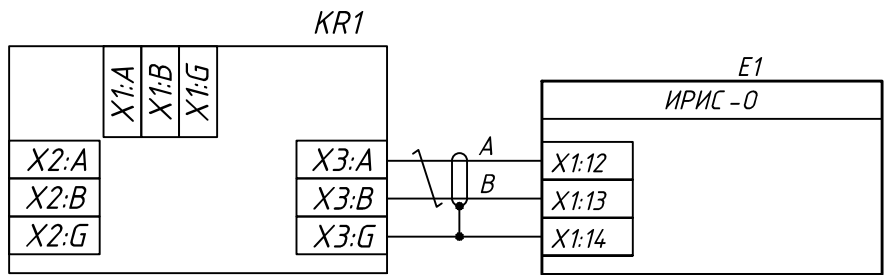 KR1
E1
ИРИС-О
X1:A
X1:B
X1:G
X2:A
X2:B
X2:G
X3:A
X3:B
X3:G
A
B
X1:12
X1:13
X1:14